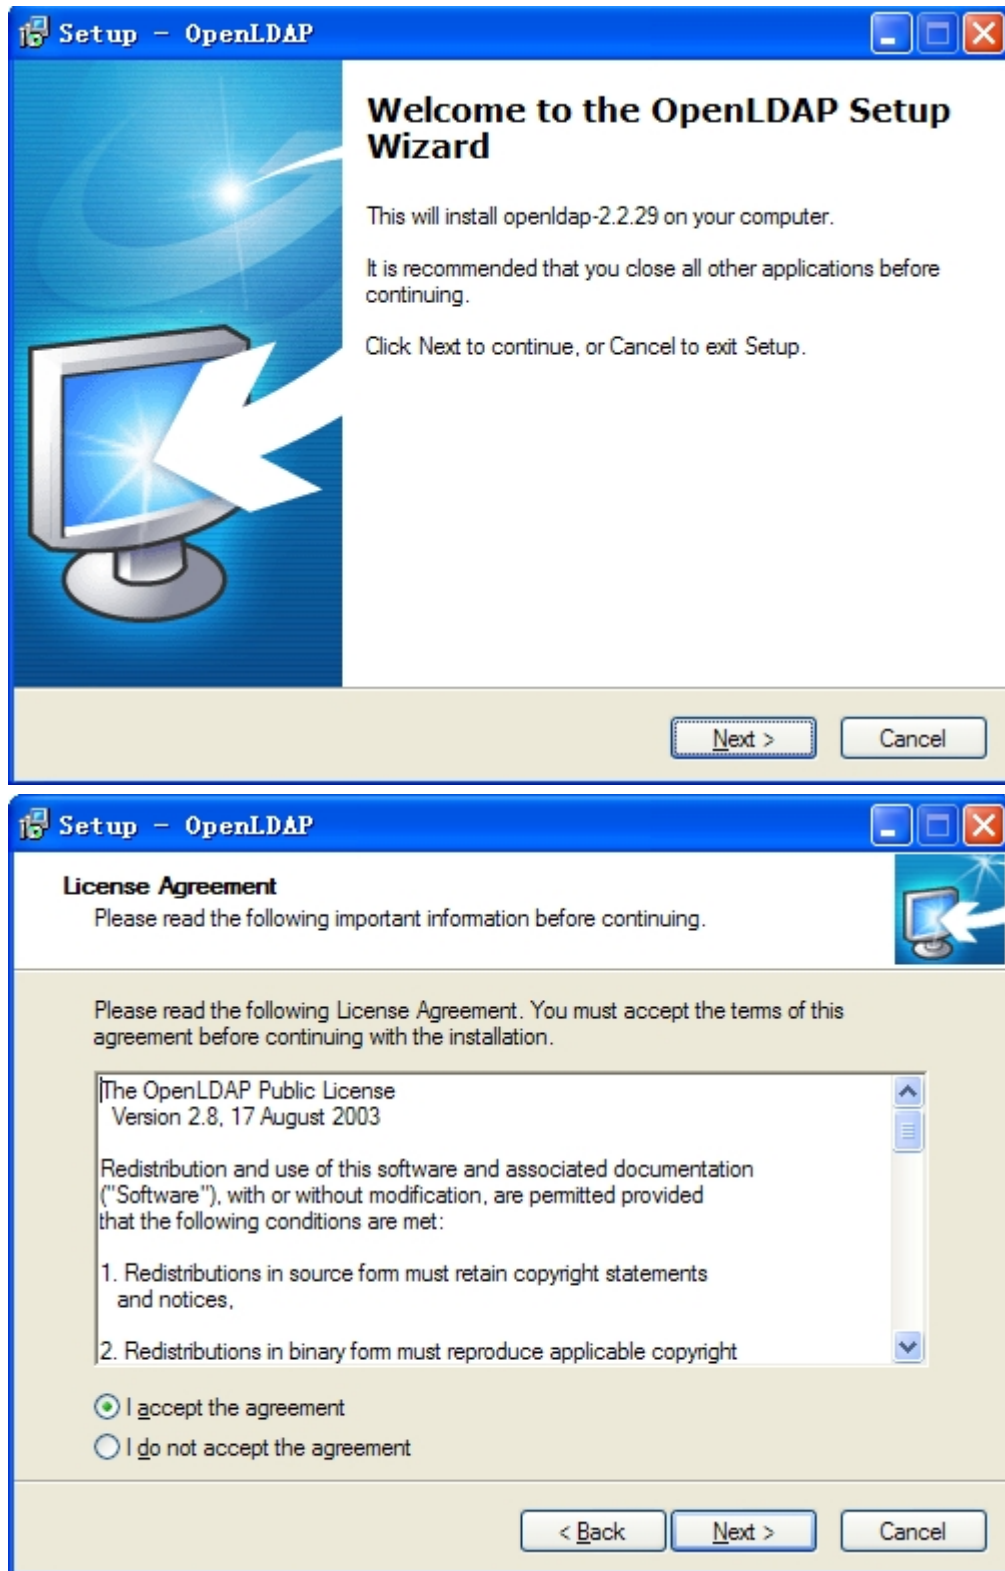 Setup - OpenLDAP
Welcome to the OpenLDAP Setup
Wizard
This will install openldap-2.2.29 on your computer.
It is recommended that you close all other applications before
continuing.
Click Next to continue, or Cancel to exit Setup.
Next >
Cancel
Setup - OpenLDAP
License Agreement
Please read the following important information before continuing.
Please read the following License Agreement. You must accept the terms of this
agreement before continuing with the installation.
The OpenLDAP Public License
Version 2.8, 17 August 2003
Redistribution and use of this software and associated documentation
("Software"), with or without modification, are permitted provided
that the following conditions are met:
1. Redistributions in source form must retain copyright statements
and notices,
2. Redistributions in binary form must reproduce applicable copyright
I accept the agreement
I do not accept the agreement
< Back
Next >
Cancel